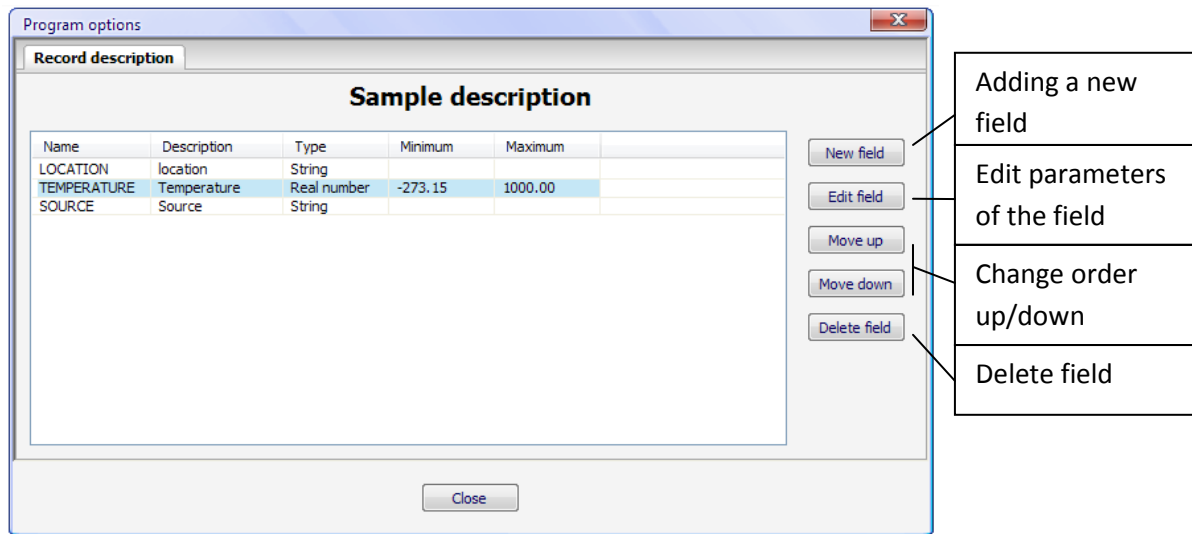 Program options
Record description
Sample description
Name Description Type Minimum Maximum
LOCATION location String
TEMPERATURE Temperature Real number -273.15 1000.00
SOURCE Source String
New field
Edit field
Move up
Move down
Delete field
Close
Adding a new
field
Edit parameters
of the field
Change order
up/down
Delete field